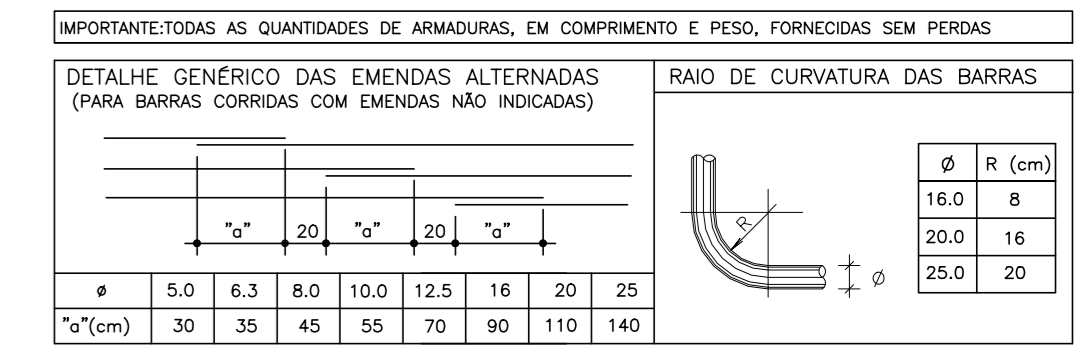 IMPORTANTE:TODAS AS QUANTIDADES DE ARMADURAS, EM COMPRIMENTO E PESO, FORNECIDAS SEM PERDAS
DETALHE GENÉRICO DAS EMENDAS ALTERNADAS
(PARA BARRAS CORRIDAS COM EMENDAS NÃO INDICADAS)
"a" 20 "a" 20 "a"
ø 5.0 6.3 8.0 10.0 12.5 16 20 25
"a"(cm) 30 35 45 55 70 90 110 140
RAIO DE CURVATURA DAS BARRAS
R
ø
ø R (cm)
16.0 8
20.0 16
25.0 20